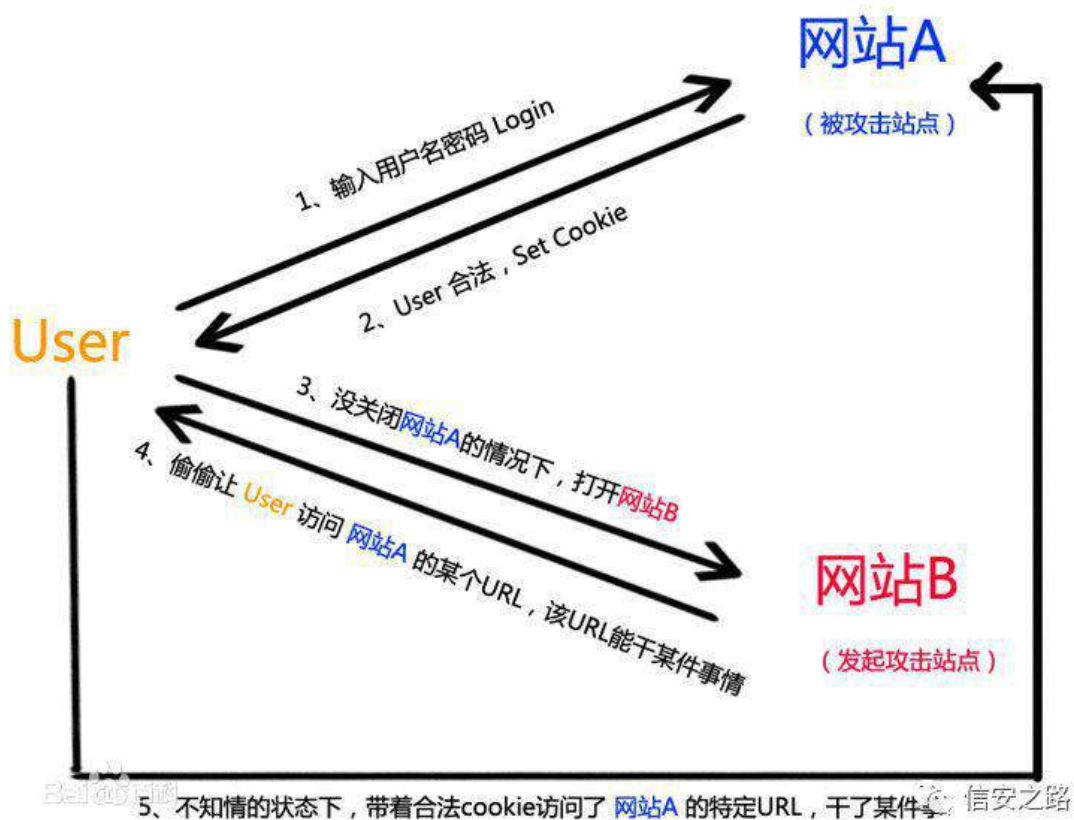 网站A
（被攻击站点）
1、输入用户名密码 Login
2、User 合法，Set Cookie
User
3、没关闭网站A的情况下，打开网站B
4、偷偷让 User 访问 网站A 的某个URL，该URL能干某件事情
网站B
（发起攻击站点）
Bai 百科
5、不知情的状态下，带着合法cookie访问了 网站A 的特定URL，干了某件事
信安之路